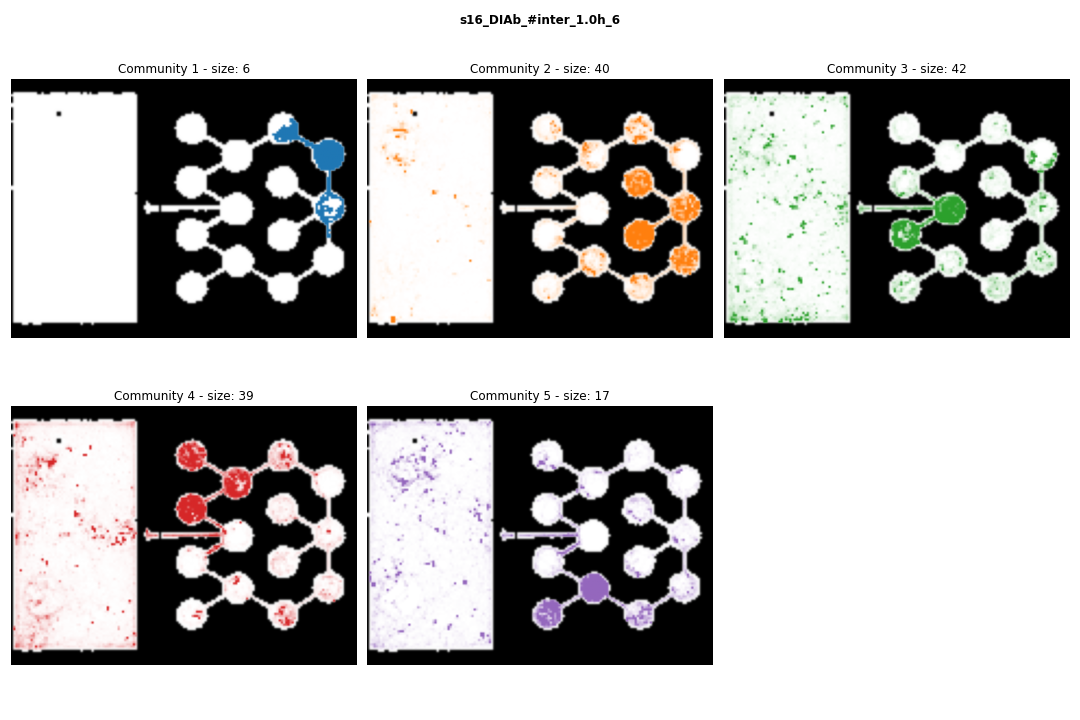 s16_DIAb_#inter_1.0h_6
Community 1 - size: 6
Community 2 - size: 40
Community 3 - size: 42
Community 4 - size: 39
Community 5 - size: 17